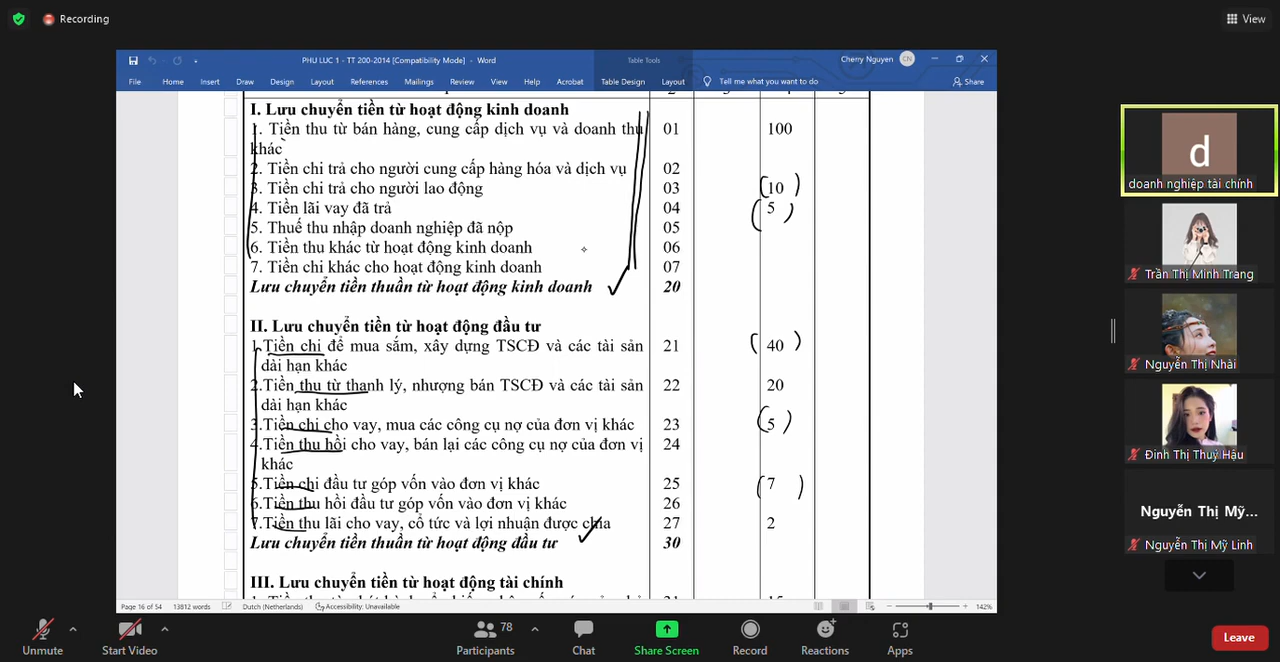 Recording
View
PHU LUC 1 - TT 200-2014 [Compatibility Mode] - Word
Table Tools
Cherry Nguyen
CN
File Home Insert Draw Design Layout References Mailings Review View Help Acrobat Table Design Layout Tell me what you want to do Share
I. Lưu chuyển tiền từ hoạt động kinh doanh
1. Tiền thu từ bán hàng, cung cấp dịch vụ và doanh thu 01 100
khác
2. Tiền chi trả cho người cung cấp hàng hóa và dịch vụ 02
3. Tiền chi trả cho người lao động 03 (10)
4. Tiền lãi vay đã trả 04 (5)
5. Thuế thu nhập doanh nghiệp đã nộp 05
6. Tiền thu khác từ hoạt động kinh doanh 06
7. Tiền chi khác cho hoạt động kinh doanh 07
Lưu chuyển tiền thuần từ hoạt động kinh doanh 20
II. Lưu chuyển tiền từ hoạt động đầu tư
1.Tiền chi để mua sắm, xây dựng TSCĐ và các tài sản 21 (40)
dài hạn khác
2.Tiền thu từ thanh lý, nhượng bán TSCĐ và các tài sản 22 20
dài hạn khác
3.Tiền chi cho vay, mua các công cụ nợ của đơn vị khác 23 (5)
4.Tiền thu hồi cho vay, bán lại các công cụ nợ của đơn vị 24
khác
5.Tiền chi đầu tư góp vốn vào đơn vị khác 25 (7)
6.Tiền thu hồi đầu tư góp vốn vào đơn vị khác 26
7.Tiền thu lãi cho vay, cổ tức và lợi nhuận được chia 27 2
Lưu chuyển tiền thuần từ hoạt động đầu tư 30
III. Lưu chuyển tiền từ hoạt động tài chính
Page 16 of 54 13812 words Dutch (Netherlands) Accessibility: Unavailable 142%
d
doanh nghiệp tài chính
Trần Thị Minh Trang
Nguyễn Thị Nhài
Đinh Thị Thuỷ Hậu
Nguyễn Thị Mỹ...
Nguyễn Thị Mỹ Linh
78
Unmute Start Video Participants Chat Share Screen Record Reactions Apps Leave